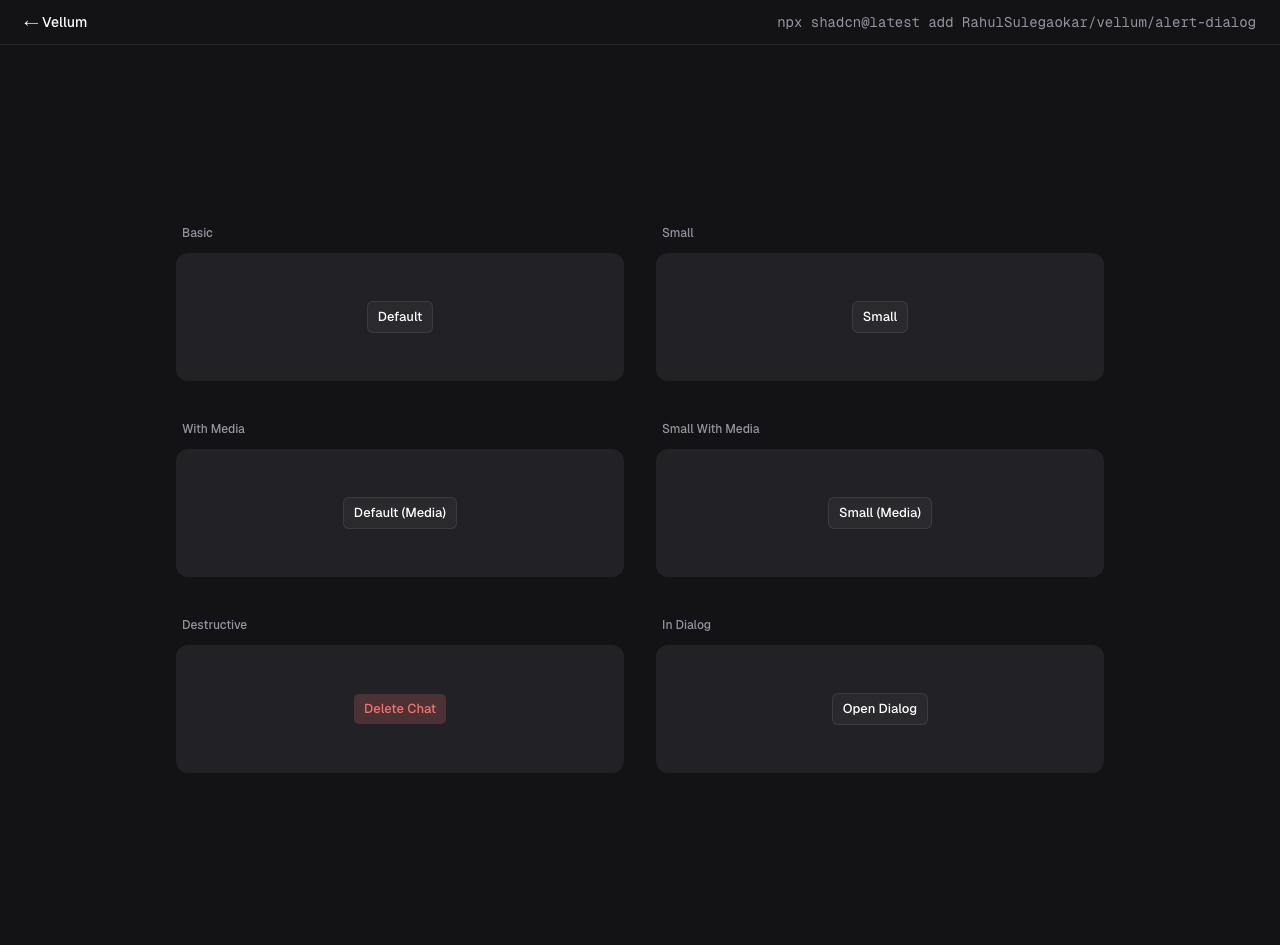 ← Vellum
npx shadcn@latest add RahulSulegaokar/vellum/alert-dialog
Basic
Small
Default
Small
With Media
Small With Media
Default (Media)
Small (Media)
Destructive
In Dialog
Delete Chat
Open Dialog